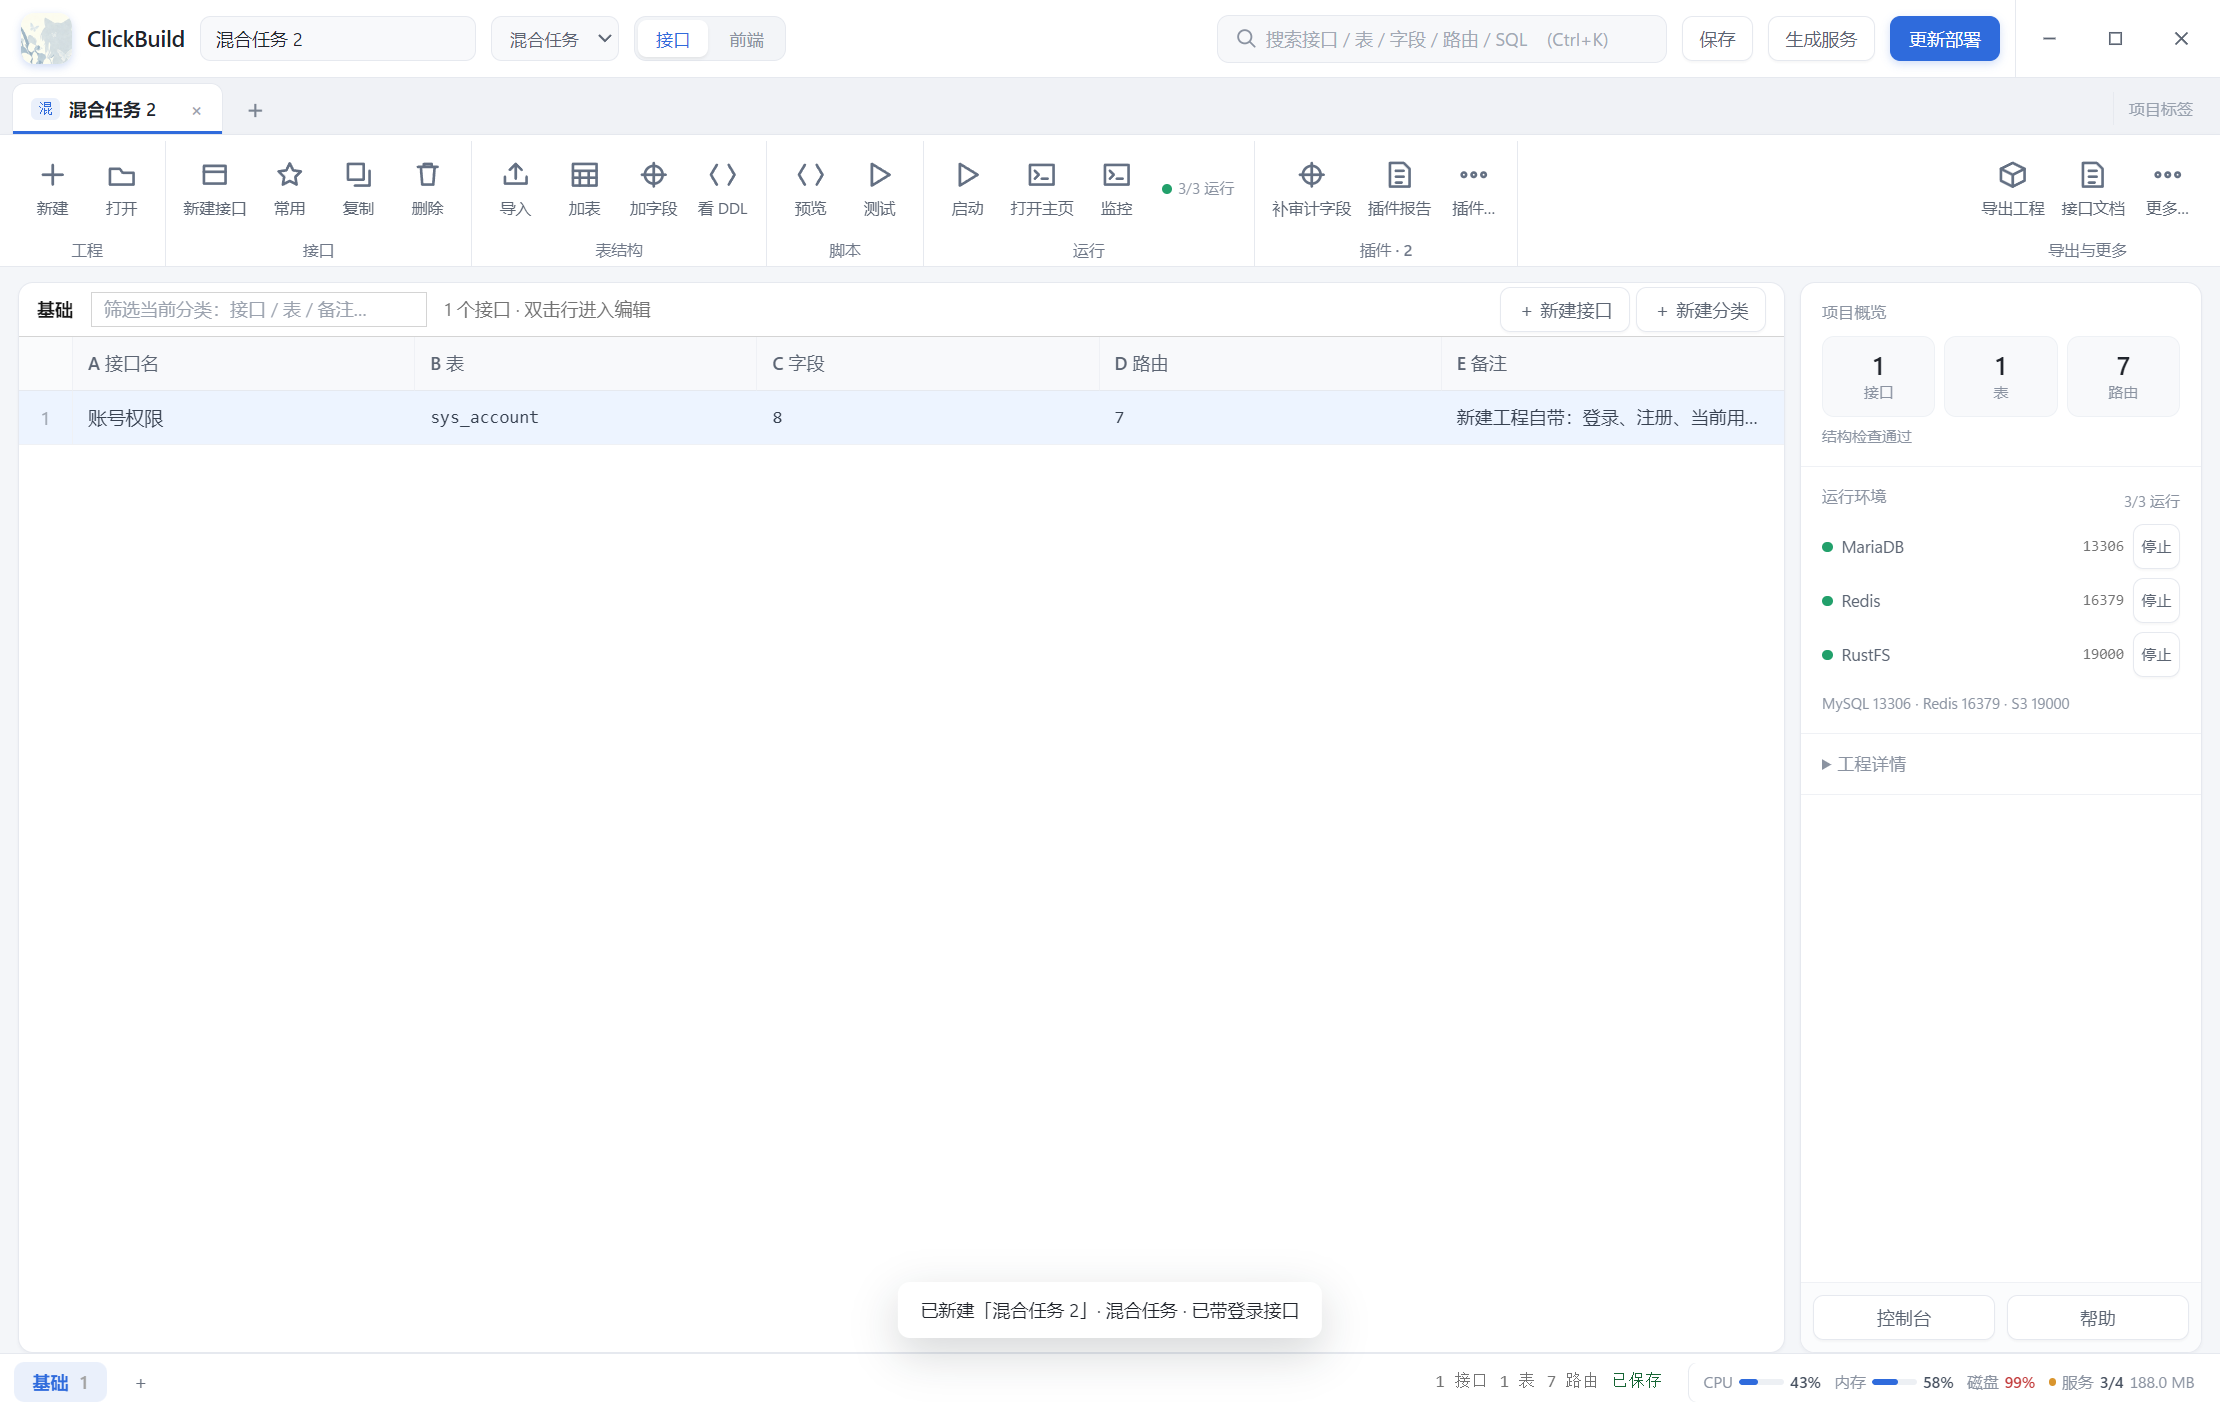 ClickBuild
混合任务 2
混合任务
接口 前端
搜索接口 / 表 / 字段 / 路由 / SQL (Ctrl+K)
保存
生成服务
更新部署
混 混合任务 2 ×
+
项目标签
新建 打开
工程
新建接口 常用 复制 删除
接口
导入 加表 加字段 看 DDL
表结构
预览 测试
脚本
启动 打开主页 监控 3/3 运行
运行
补审计字段 插件报告 插件...
插件 · 2
导出工程 接口文档 更多...
导出与更多
基础
筛选当前分类：接口 / 表 / 备注...
1 个接口 · 双击行进入编辑
+ 新建接口
+ 新建分类
A 接口名 B 表 C 字段 D 路由 E 备注
1 账号权限 sys_account 8 7 新建工程自带：登录、注册、当前用...
项目概览
1 接口
1 表
7 路由
结构检查通过
运行环境 3/3 运行
MariaDB 13306 停止
Redis 16379 停止
RustFS 19000 停止
MySQL 13306 · Redis 16379 · S3 19000
▶ 工程详情
已新建「混合任务 2」· 混合任务 · 已带登录接口
控制台
帮助
基础 1
+
1 接口 1 表 7 路由 已保存
CPU 43% 内存 58% 磁盘 99% 服务 3/4 188.0 MB